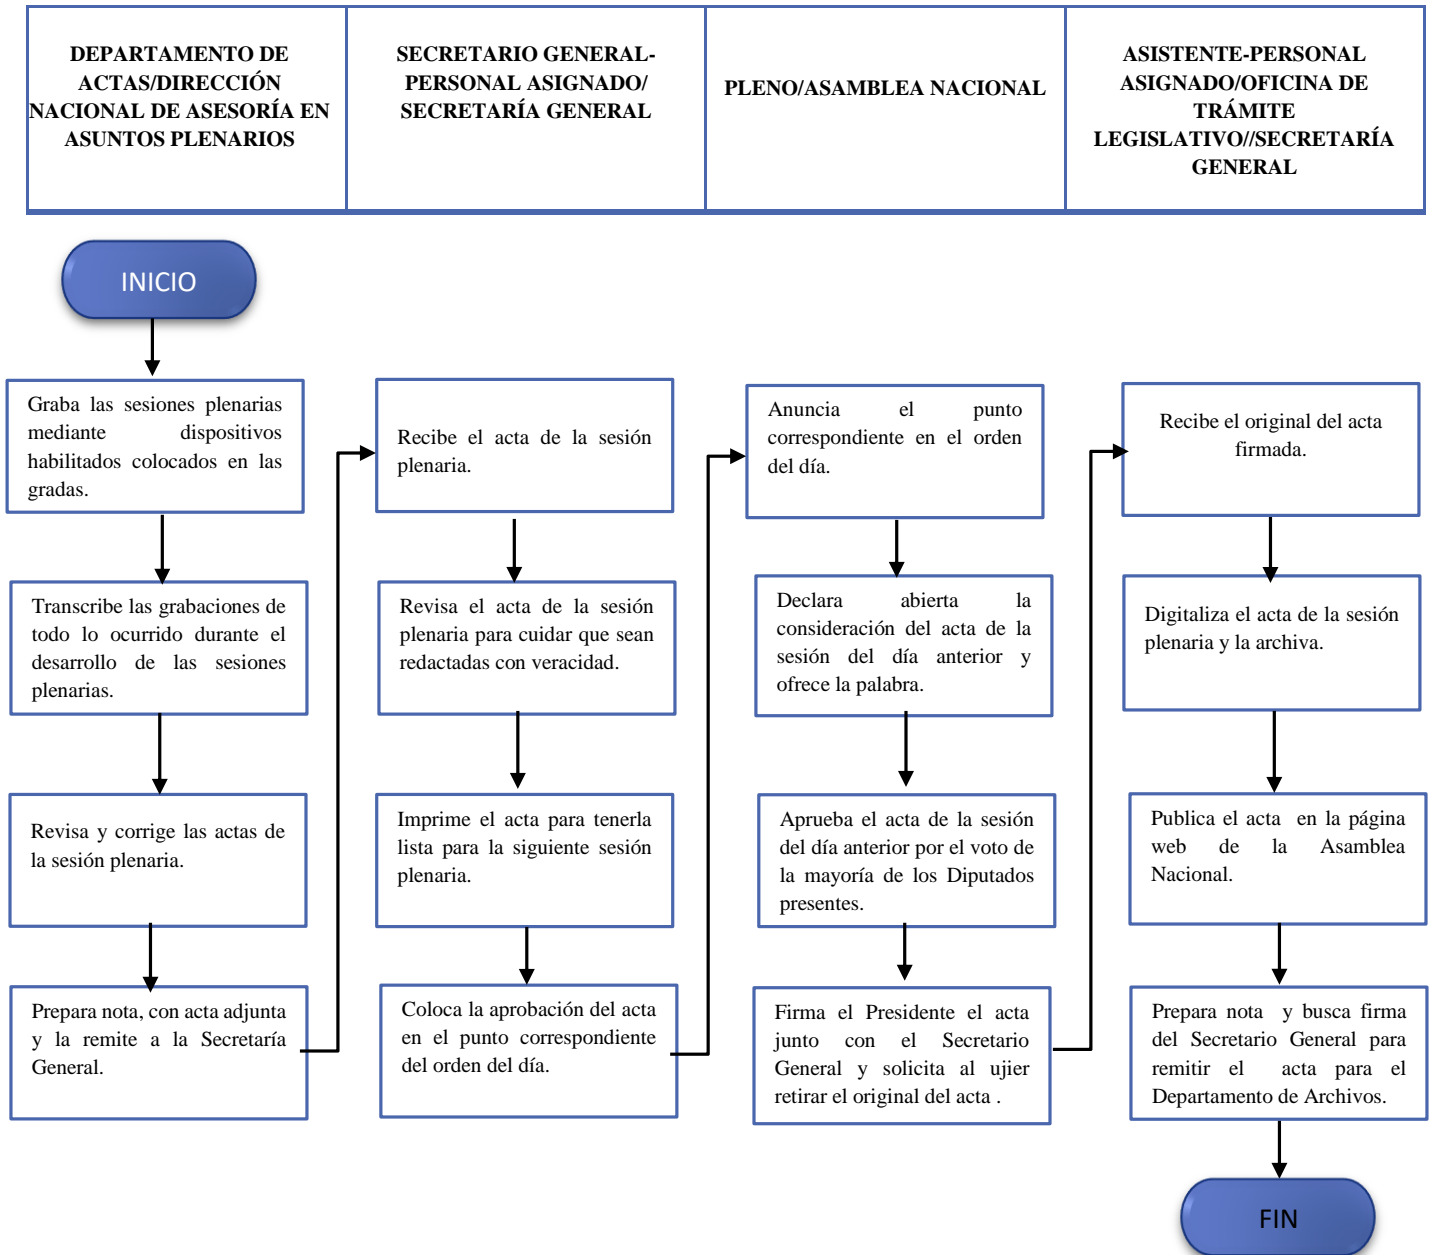 DEPARTAMENTO DE
ACTAS/DIRECCIÓN
NACIONAL DE ASESORÍA EN
ASUNTOS PLENARIOS
SECRETARIO GENERAL-
PERSONAL ASIGNADO/
SECRETARÍA GENERAL
PLENO/ASAMBLEA NACIONAL
ASISTENTE-PERSONAL
ASIGNADO/OFICINA DE
TRÁMITE
LEGISLATIVO//SECRETARÍA
GENERAL
INICIO
Graba las sesiones plenarias
mediante dispositivos
habilitados colocados en las
gradas.
Transcribe las grabaciones de
todo lo ocurrido durante el
desarrollo de las sesiones
plenarias.
Revisa y corrige las actas de
la sesión plenaria.
Prepara nota, con acta adjunta
y la remite a la Secretaría
General.
Recibe el acta de la sesión
plenaria.
Revisa el acta de la sesión
plenaria para cuidar que sean
redactadas con veracidad.
Imprime el acta para tenerla
lista para la siguiente sesión
plenaria.
Coloca la aprobación del acta
en el punto correspondiente
del orden del día.
Anuncia el punto
correspondiente en el orden
del día.
Declara abierta la
consideración del acta de la
sesión del día anterior y
ofrece la palabra.
Aprueba el acta de la sesión
del día anterior por el voto de
la mayoría de los Diputados
presentes.
Firma el Presidente el acta
junto con el Secretario
General y solicita al ujier
retirar el original del acta .
Recibe el original del acta
firmada.
Digitaliza el acta de la sesión
plenaria y la archiva.
Publica el acta en la página
web de la Asamblea
Nacional.
Prepara nota y busca firma
del Secretario General para
remitir el acta para el
Departamento de Archivos.
FIN